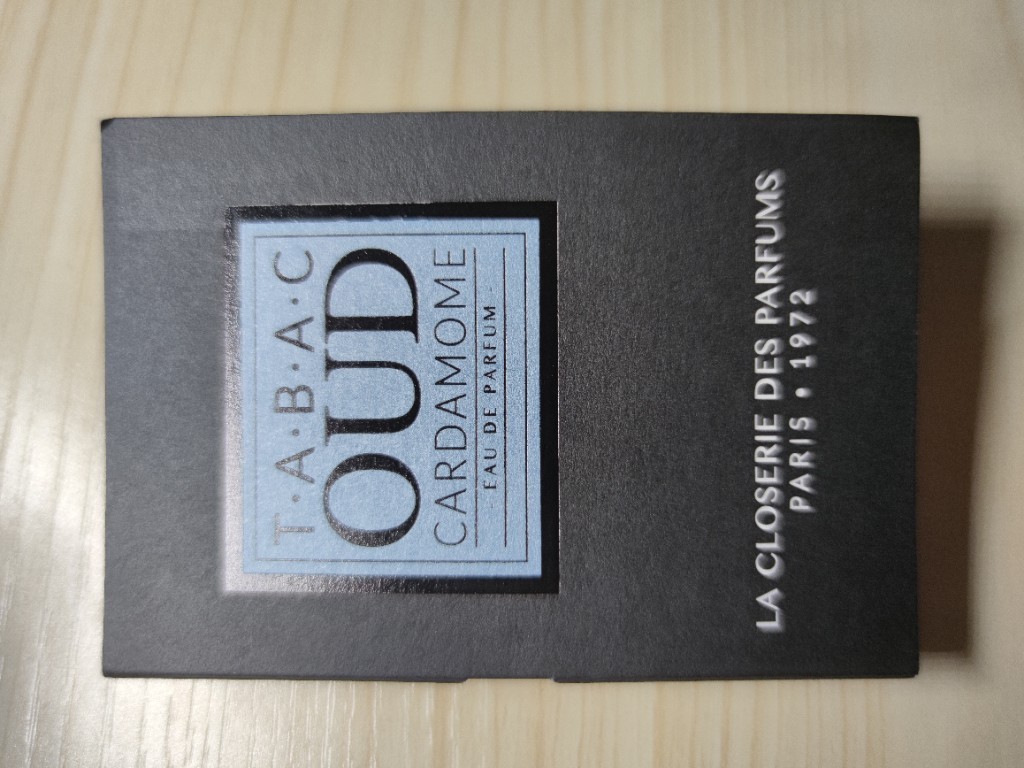 T·A·B·A·C
OUD
CARDAMOME
- EAU DE PARFUM -
LA CLOSERIE DES PARFUMS
PARIS • 1972